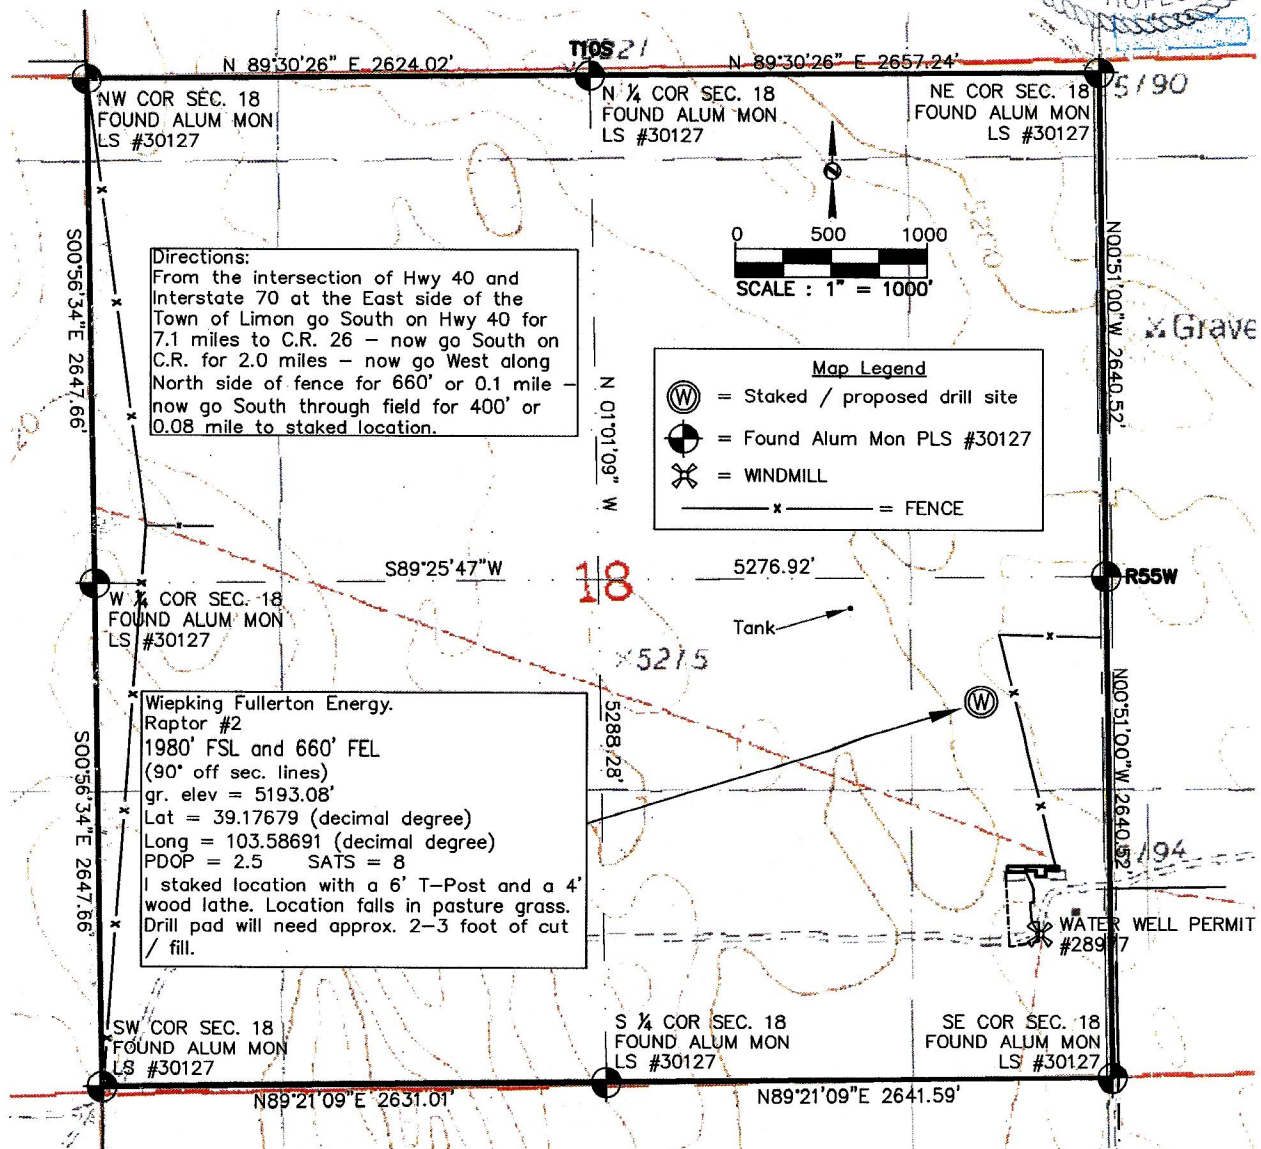 T10S
5221
N 89°30'26" E 2624.02'
N 89°30'26" E 2657.24'
NW COR SEC. 18
FOUND ALUM MON
LS #30127
N ¼ COR SEC. 18
FOUND ALUM MON
LS #30127
NE COR SEC. 18
FOUND ALUM MON
LS #30127
5190
0 500 1000
SCALE : 1" = 1000'
5200
S00°56'34"E 2647.66'
N00°51'00"W 2640.52'
Directions:
From the intersection of Hwy 40 and
Interstate 70 at the East side of the
Town of Limon go South on Hwy 40 for
7.1 miles to C.R. 26 – now go South on
C.R. for 2.0 miles – now go West along
North side of fence for 660' or 0.1 mile –
now go South through field for 400' or
0.08 mile to staked location.
Grave
Map Legend
W = Staked / proposed drill site
= Found Alum Mon PLS #30127
= WINDMILL
x = FENCE
N 01°01'09" W
S89°25'47"W
18
5276.92'
R55W
W ¼ COR SEC. 18
FOUND ALUM MON
LS #30127
Tank
5215
W
5288.28'
S00°56'34"E 2647.66'
N00°51'00"W 2640.52
Wiepking Fullerton Energy.
Raptor #2
1980' FSL and 660' FEL
(90° off sec. lines)
gr. elev = 5193.08'
Lat = 39.17679 (decimal degree)
Long = 103.58691 (decimal degree)
PDOP = 2.5 SATS = 8
I staked location with a 6' T–Post and a 4'
wood lathe. Location falls in pasture grass.
Drill pad will need approx. 2–3 foot of cut
/ fill.
5194
WATER WELL PERMIT
#28977
SW COR SEC. 18
FOUND ALUM MON
LS #30127
S ¼ COR SEC. 18
FOUND ALUM MON
LS #30127
SE COR SEC. 18
FOUND ALUM MON
LS #30127
N89°21'09"E 2631.01'
N89°21'09"E 2641.59'